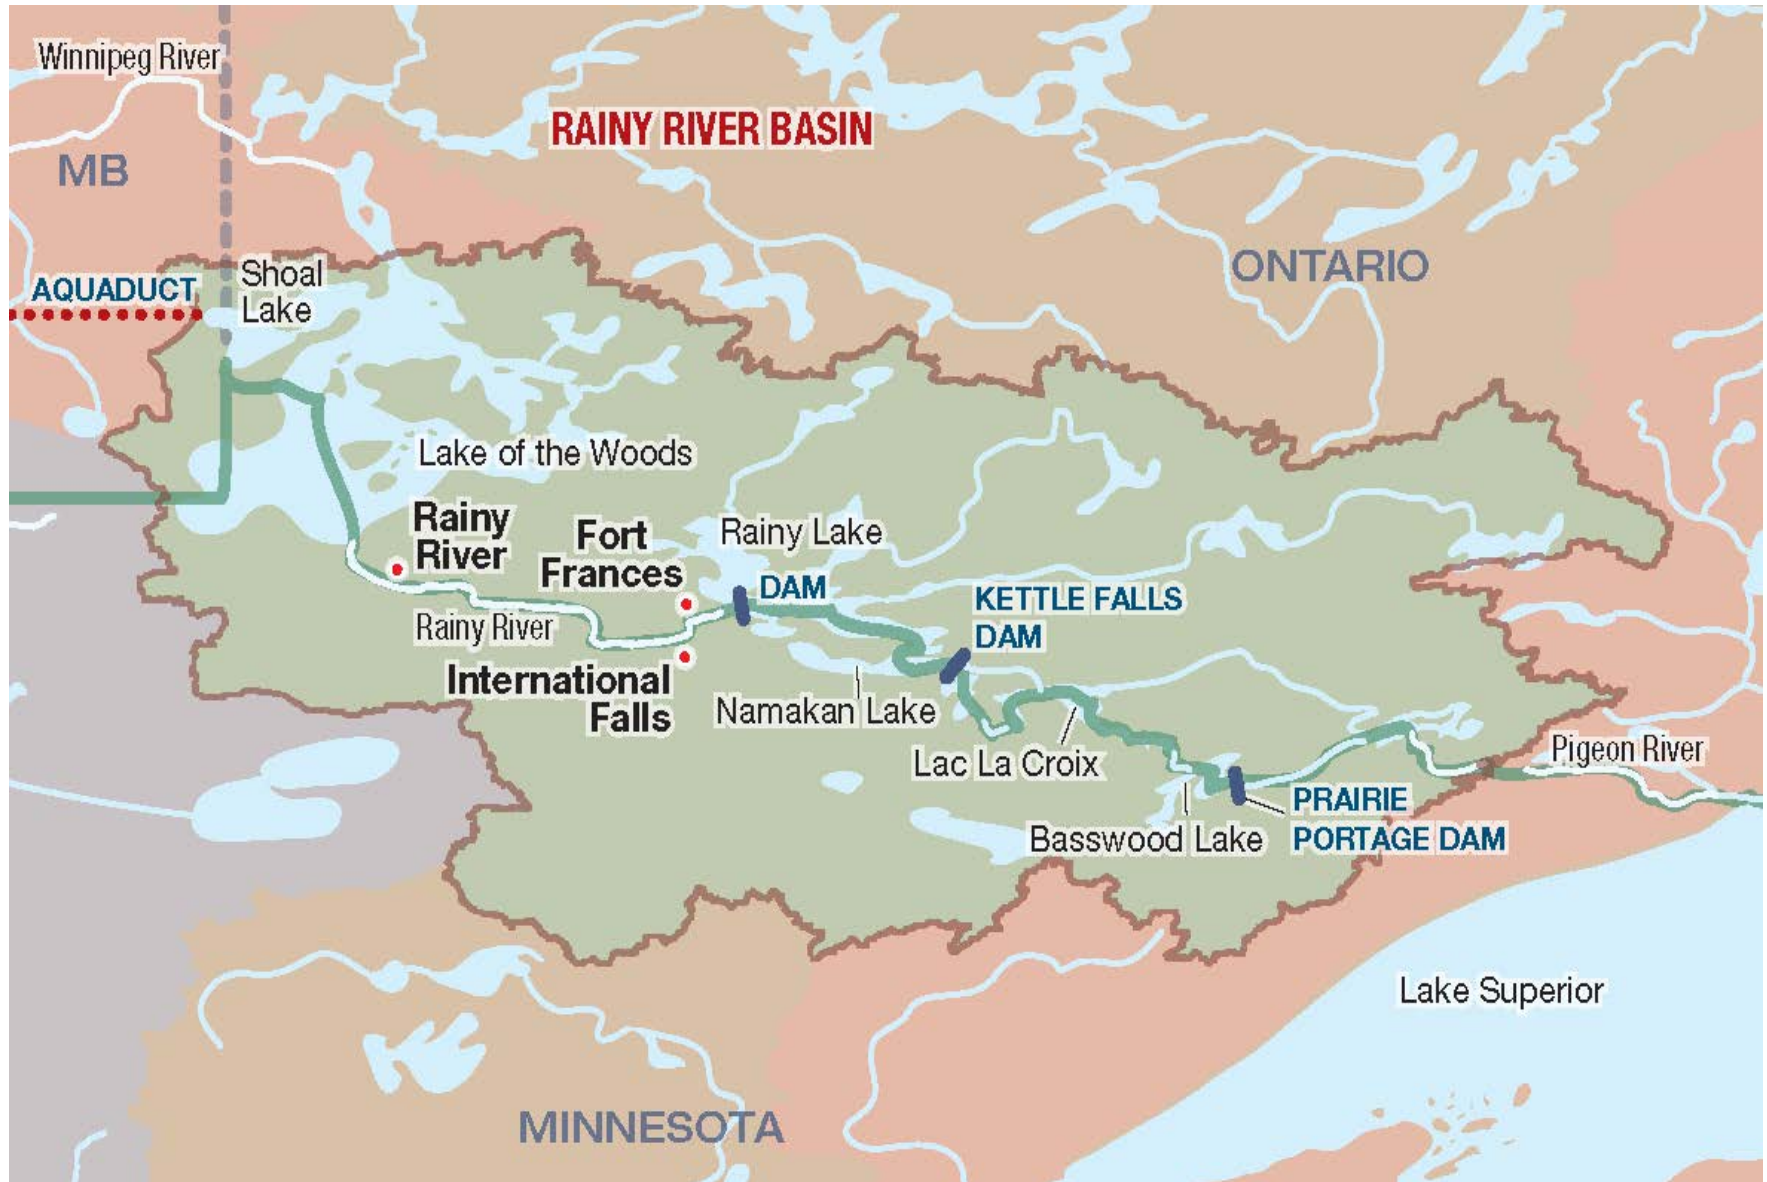 Winnipeg River
RAINY RIVER BASIN
MB
ONTARIO
Shoal
Lake
AQUADUCT
Lake of the Woods
Rainy
River
Fort
Frances
Rainy Lake
DAM
KETTLE FALLS
DAM
Rainy River
International
Falls
Namakan Lake
Lac La Croix
Pigeon River
PRAIRIE
PORTAGE DAM
Basswood Lake
Lake Superior
MINNESOTA